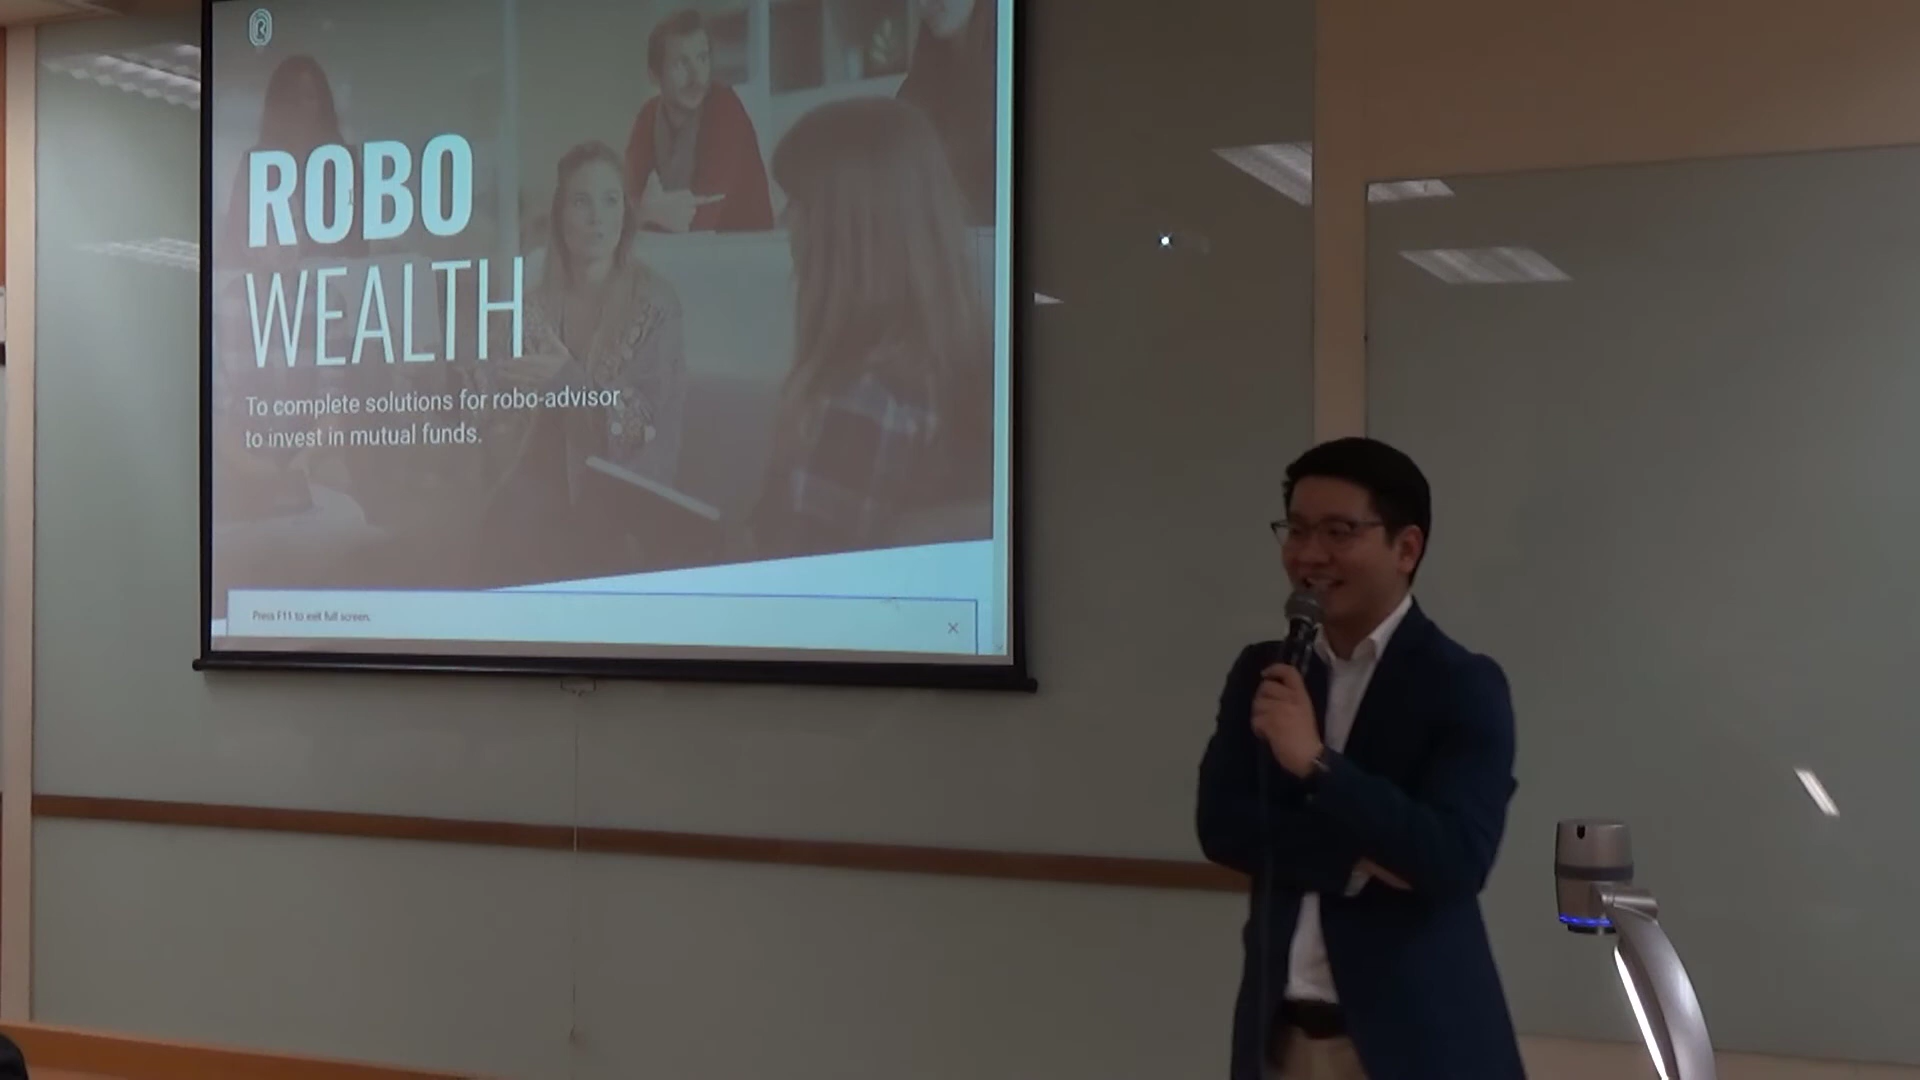 R
ROBO
WEALTH
To complete solutions for robo-advisor
to invest in mutual funds.
Press F11 to exit full screen.